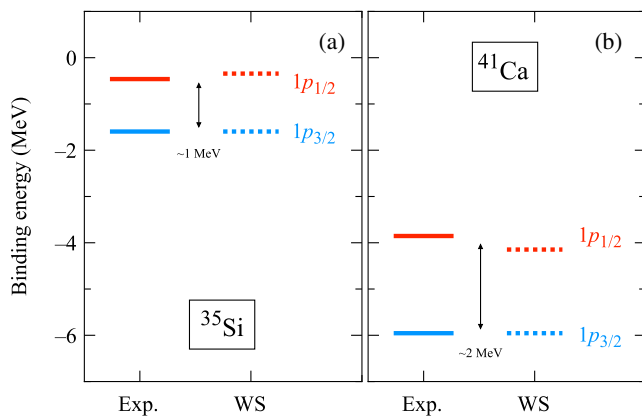 (a)
(b)
0
−2
−4
−6
Binding energy (MeV)
1p1/2
1p3/2
~1 MeV
35Si
Exp.
WS
41Ca
1p1/2
1p3/2
~2 MeV
Exp.
WS